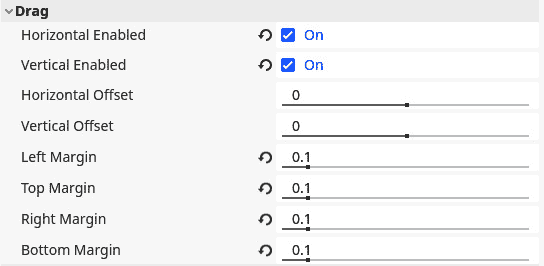 Drag
Horizontal Enabled On
Vertical Enabled On
Horizontal Offset 0
Vertical Offset 0
Left Margin 0.1
Top Margin 0.1
Right Margin 0.1
Bottom Margin 0.1